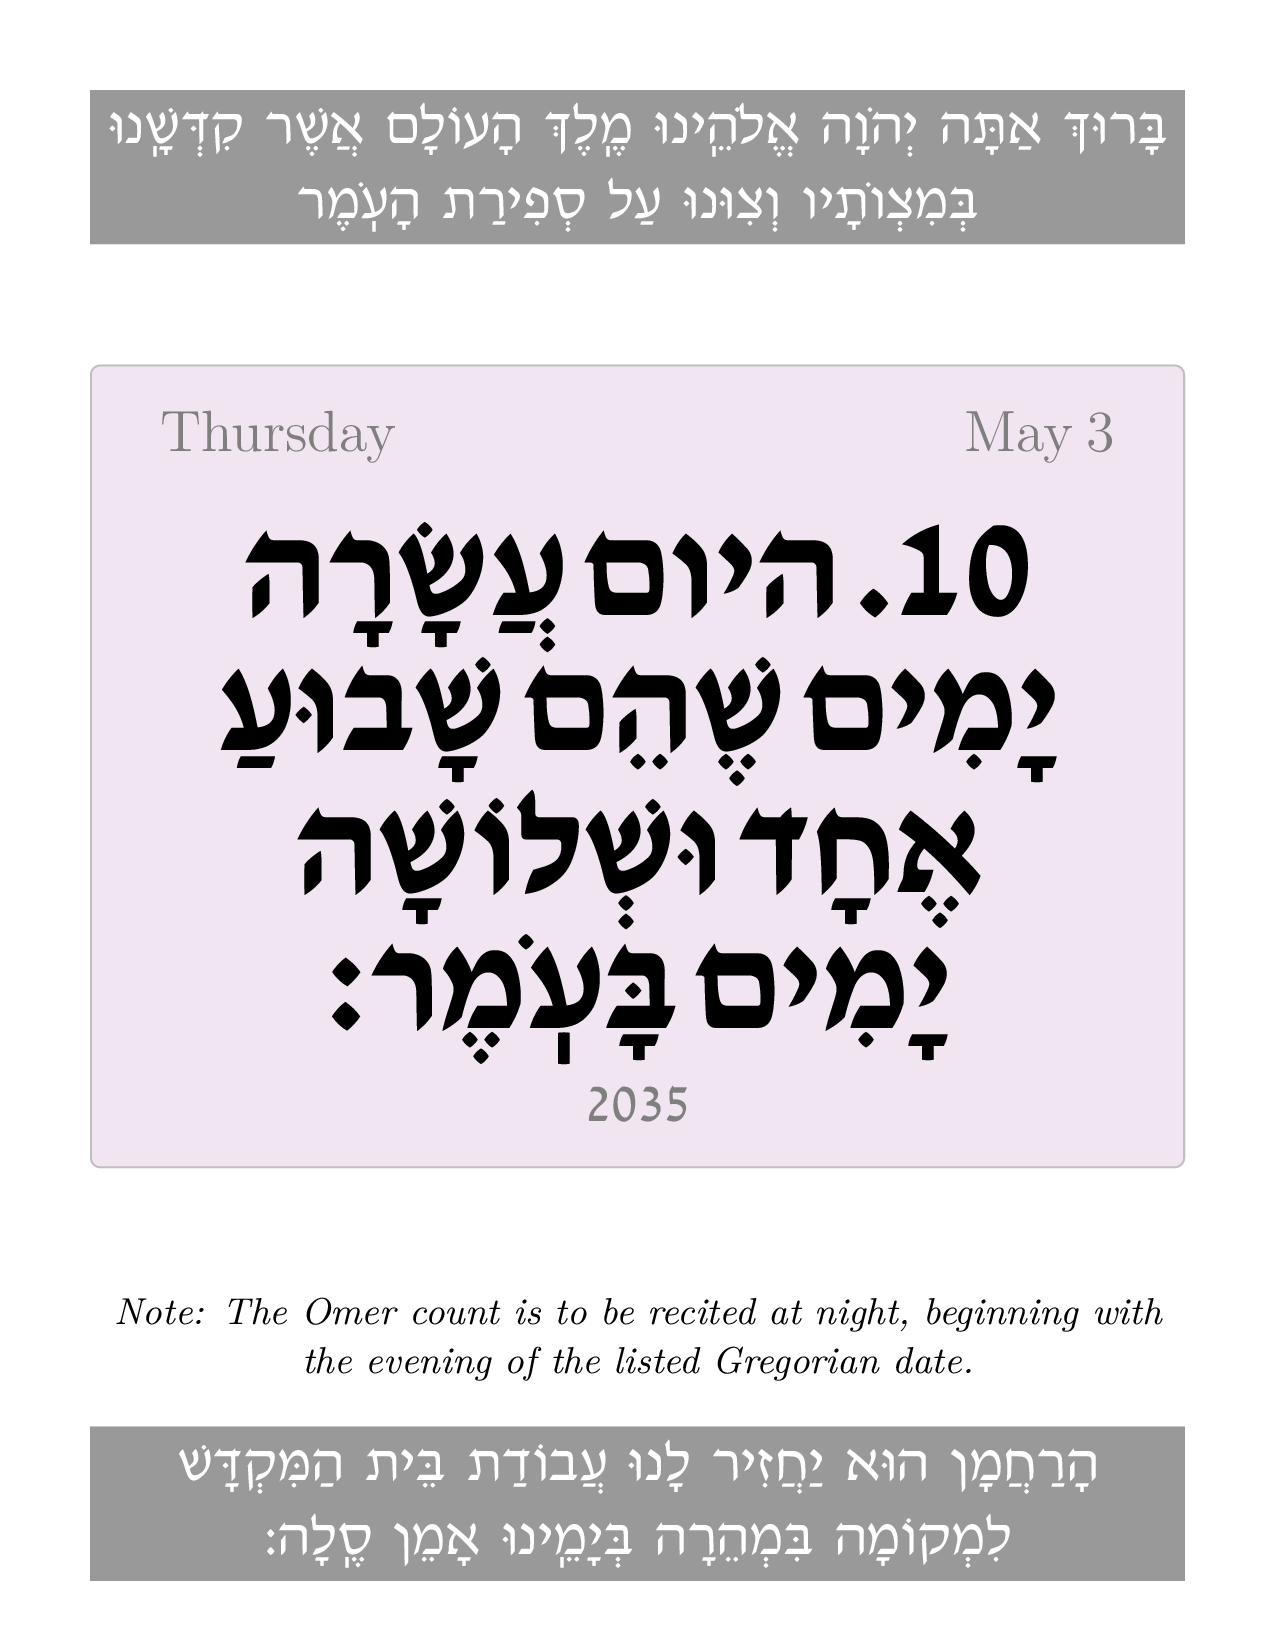 בָּרוּךְ אַתָּה יְהֹוָה אֱלֹהֵֽינוּ מֶֽלֶךְ הָעוֹלָם אֲשֶׁר קִדְּשָֽׁנוּ
בְּמִצְוֹתָיו וְצִוּנוּ עַל סְפִירַת הָעֹֽמֶר
Thursday May 3
10. היום עֲשָׂרָה
יָמִים שֶׁהֵם שָׁבוּעַ
אֶחָד וּשְׁלוֹשָׁה
יָמִים בָּעֹֽמֶר:
2035
Note: The Omer count is to be recited at night, beginning with
the evening of the listed Gregorian date.
הָרַחֲמָן הוּא יַחֲזִיר לָנוּ עֲבוֹדַת בֵּית הַמִּקְדָּשׁ
לִמְקוֹמָה בִּמְהֵרָה בְּיָמֵֽינוּ אָמֵן סֶֽלָה: